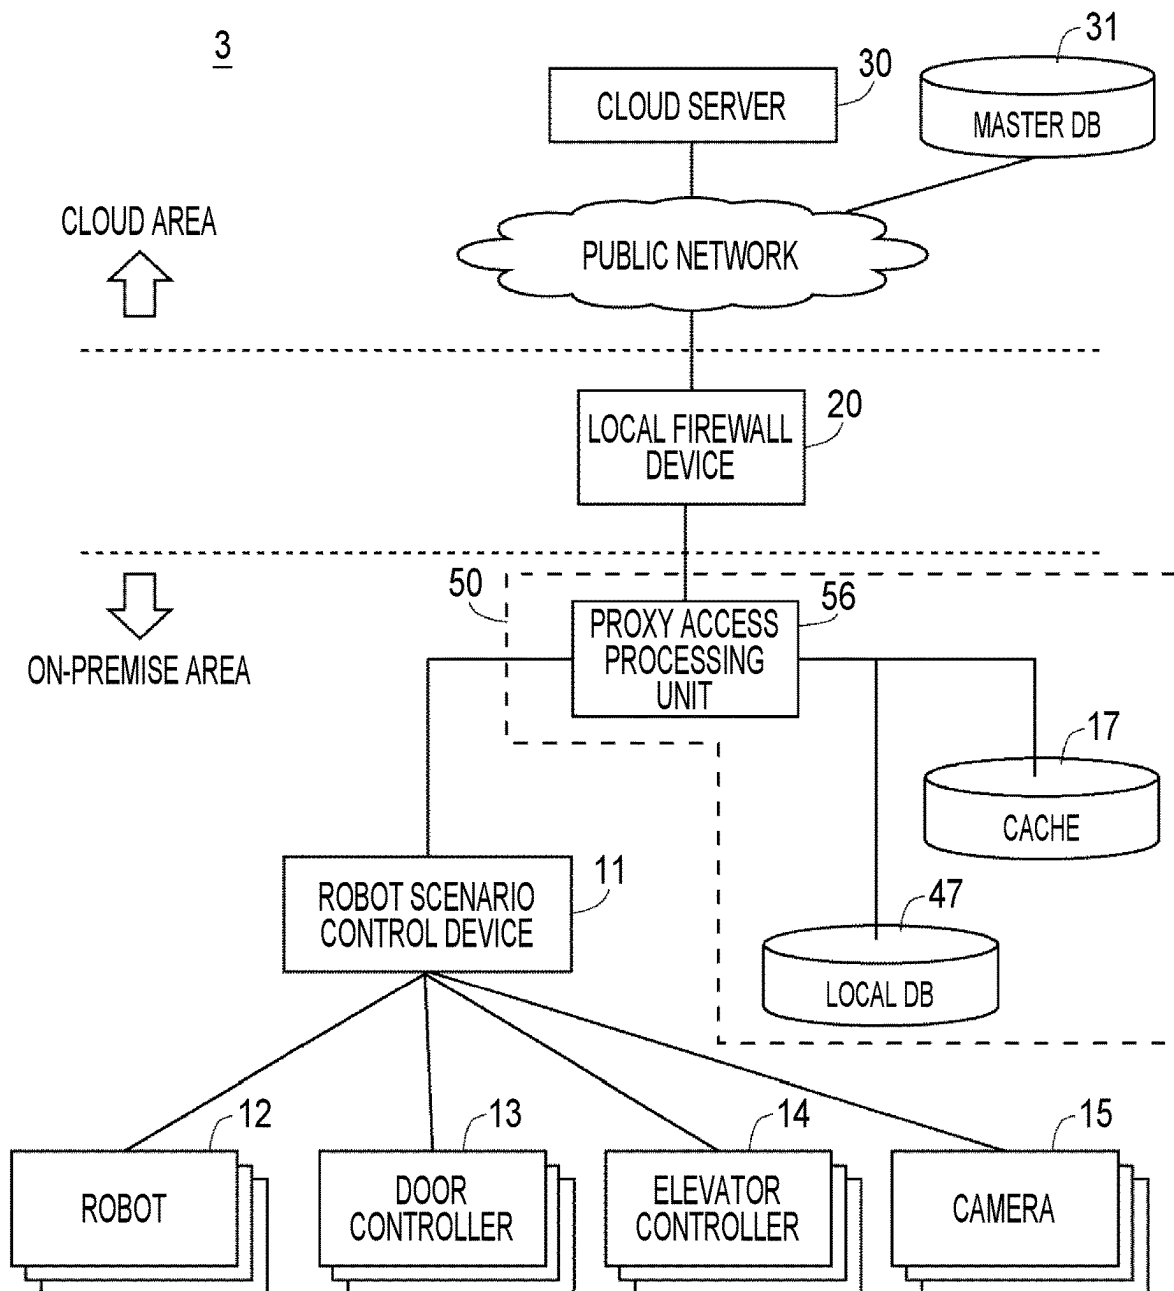 3
31
30
CLOUD SERVER
MASTER DB
CLOUD AREA
PUBLIC NETWORK
20
LOCAL FIREWALL
DEVICE
50
56
PROXY ACCESS
PROCESSING
UNIT
ON-PREMISE AREA
17
CACHE
11
ROBOT SCENARIO
CONTROL DEVICE
47
LOCAL DB
12
13
14
15
ROBOT
DOOR
CONTROLLER
ELEVATOR
CONTROLLER
CAMERA